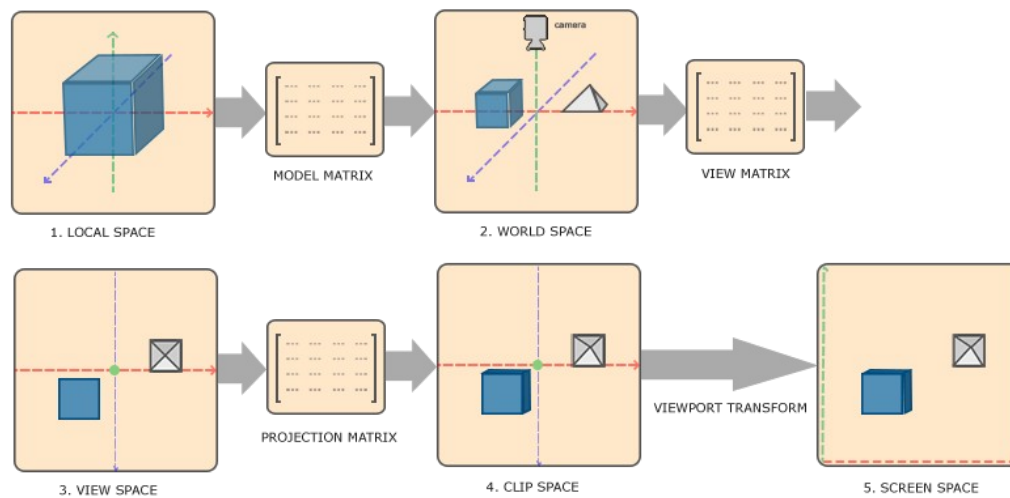 camera
MODEL MATRIX
VIEW MATRIX
1. LOCAL SPACE
2. WORLD SPACE
PROJECTION MATRIX
VIEWPORT TRANSFORM
3. VIEW SPACE
4. CLIP SPACE
5. SCREEN SPACE